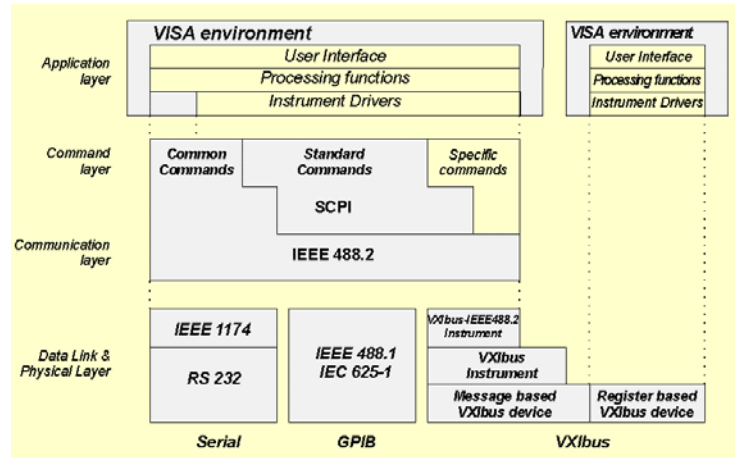 VISA environment
User Interface
Processing functions
Instrument Drivers
VISA environment
User Interface
Processing functions
Instrument Drivers
Application
layer
Command
layer
Common
Commands
Standard
Commands
Specific
commands
SCPI
Communication
layer
IEEE 488.2
Data Link &
Physical Layer
IEEE 1174
RS 232
IEEE 488.1
IEC 625-1
VXIbus-IEEE488.2
Instrument
VXIbus
Instrument
Message based
VXIbus device
Register based
VXIbus device
Serial
GPIB
VXIbus